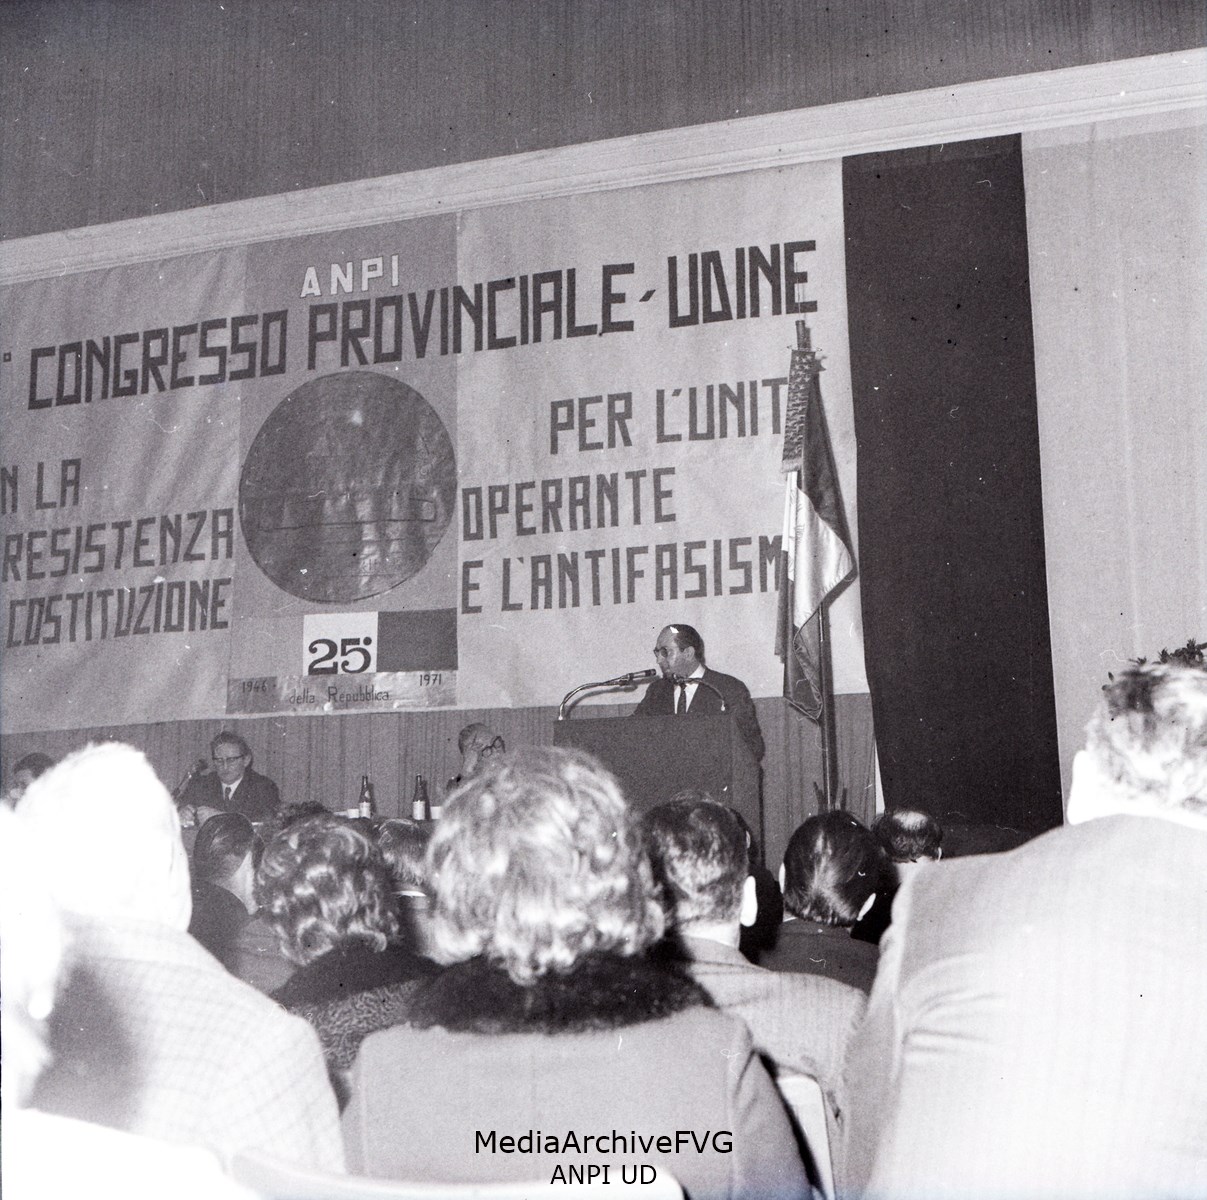 ANPI
° CONGRESSO PROVINCIALE-UDINE
N LA
RESISTENZA
COSTITUZIONE
PER L'UNIT
OPERANTE
E L'ANTIFASISM
25°
1946 1971
della Repubblica
MediaArchiveFVG
ANPI UD